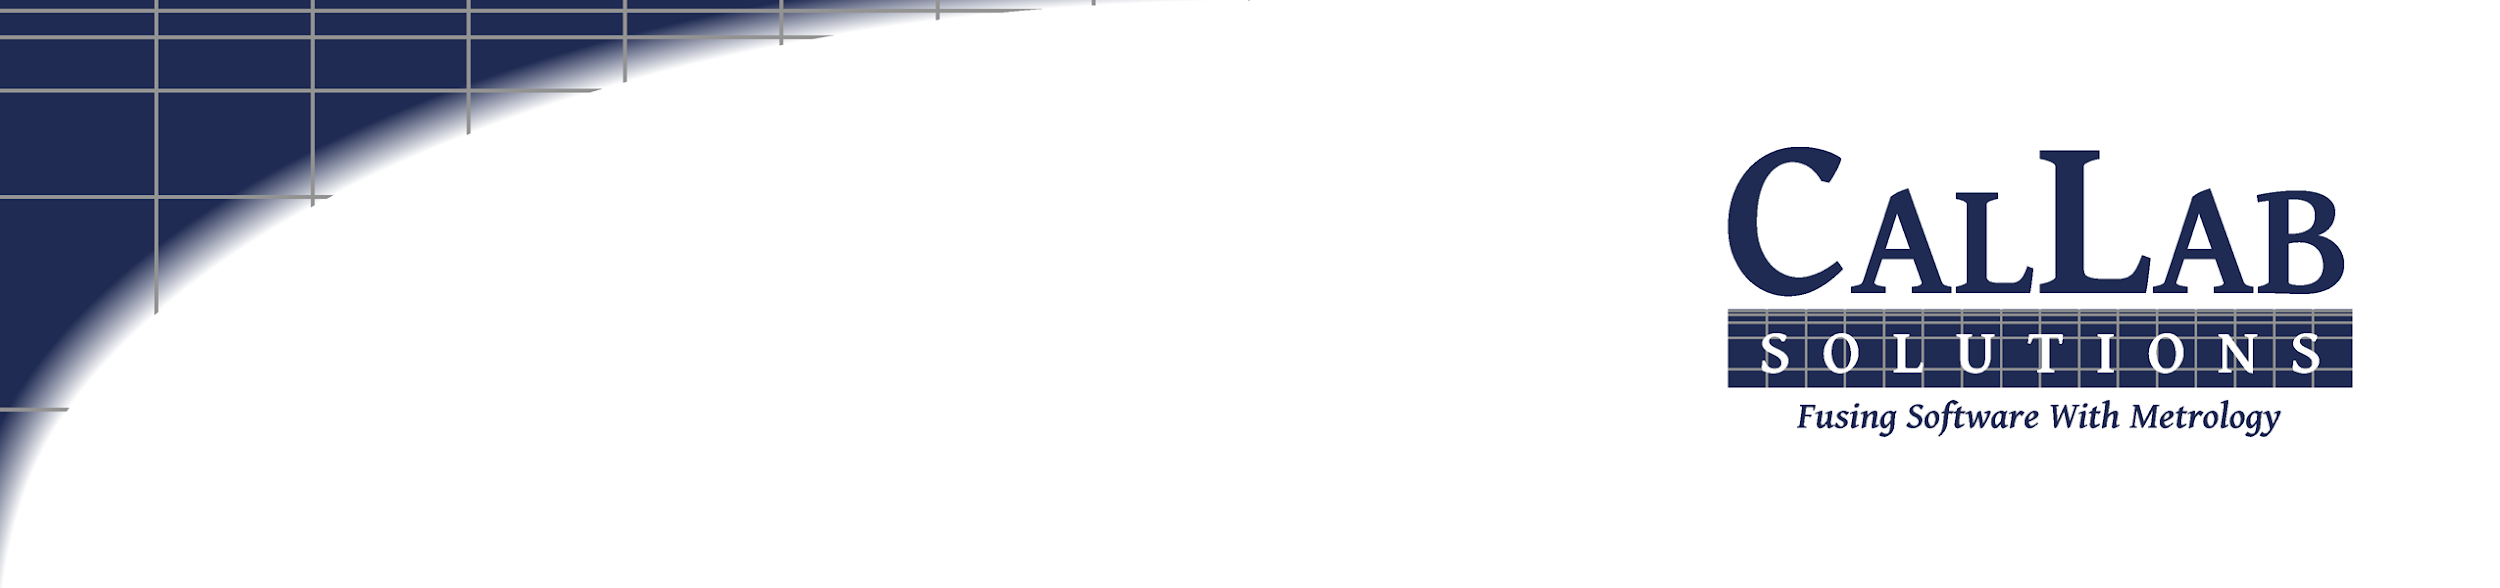 CALLAB
SOLUTIONS
Fusing Software With Metrology